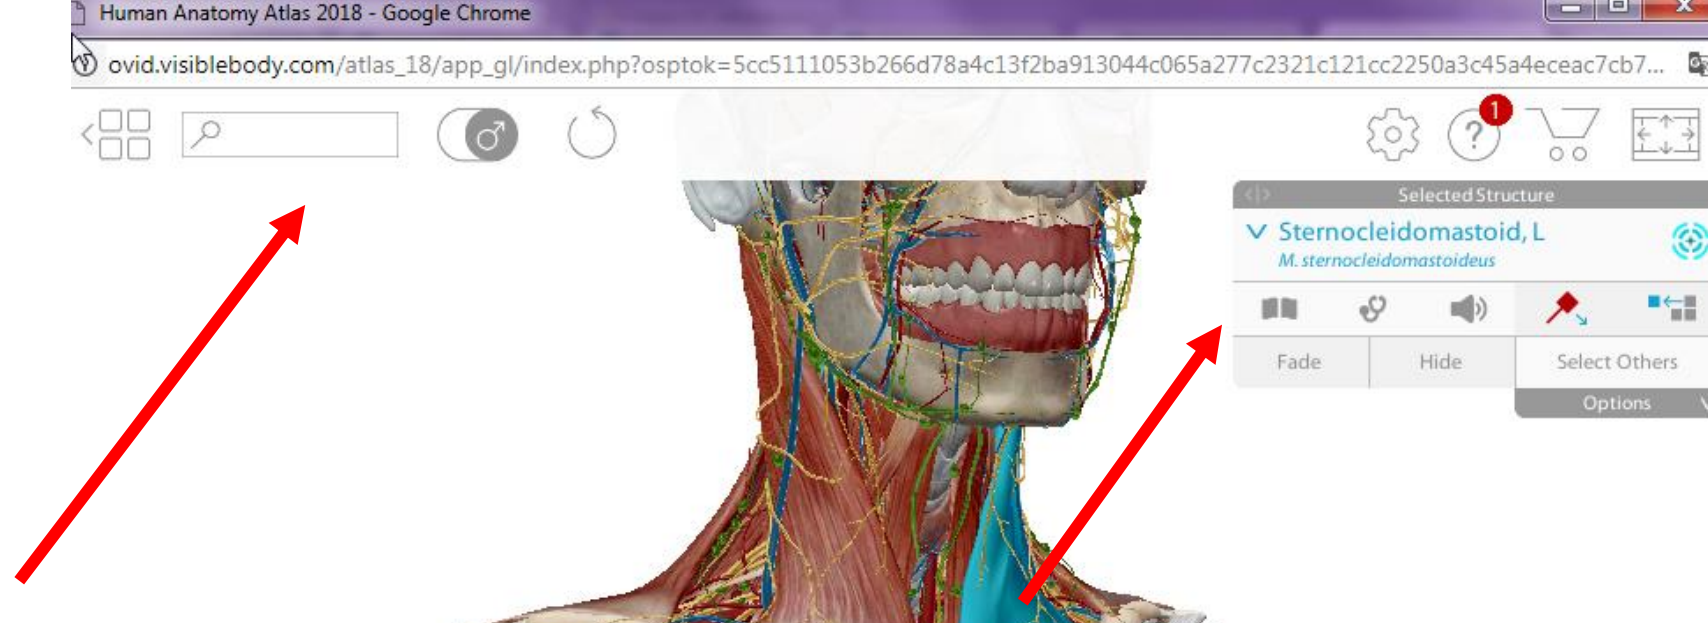 Human Anatomy Atlas 2018 - Google Chrome
ovid.visiblebody.com/atlas_18/app_gl/index.php?osptok=5cc5111053b266d78a4c13f2ba913044c065a277c2321c121cc2250a3c45a4eceac7cb7...
1
?
Selected Structure
Sternocleidomastoid, L
M. sternocleidomastoideus
Fade Hide Select Others
Options